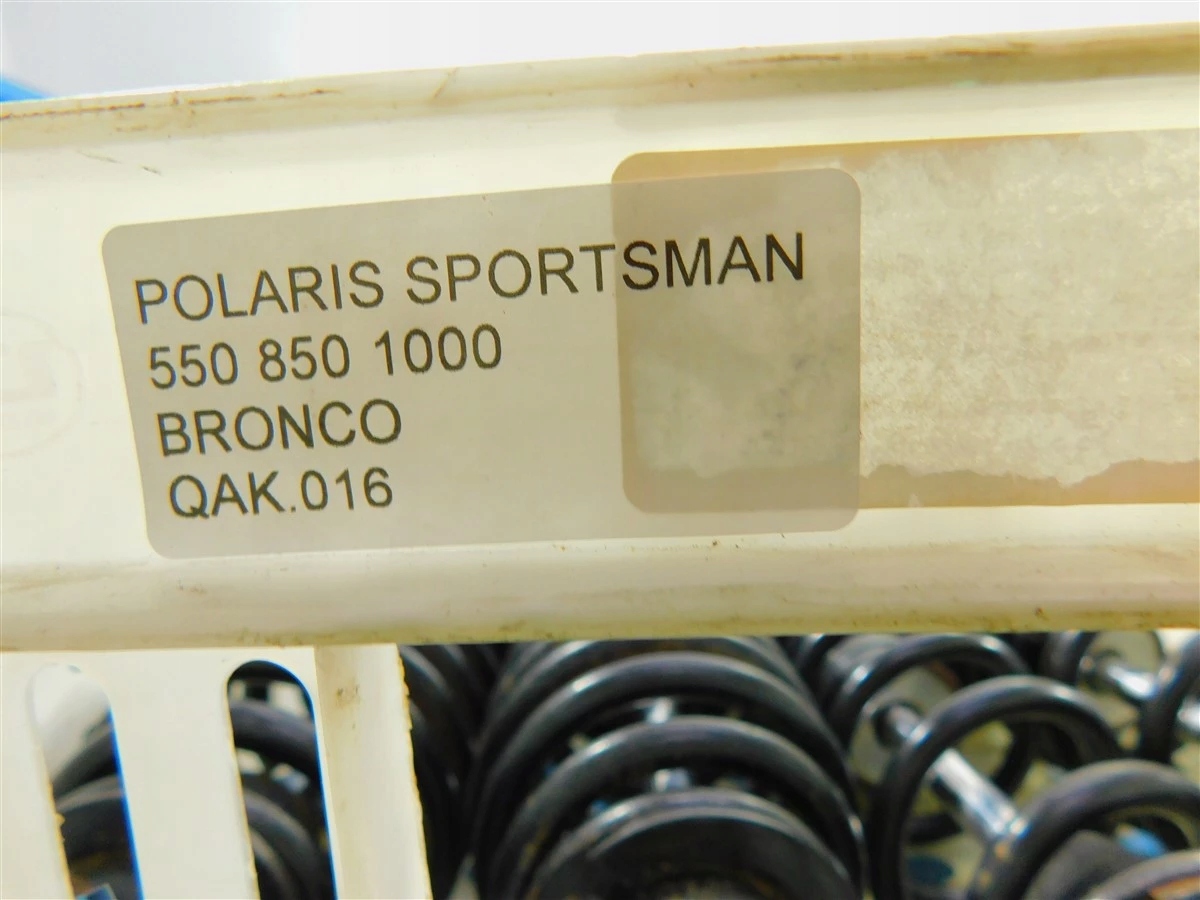 POLARIS SPORTSMAN
550 850 1000
BRONCO
QAK.016